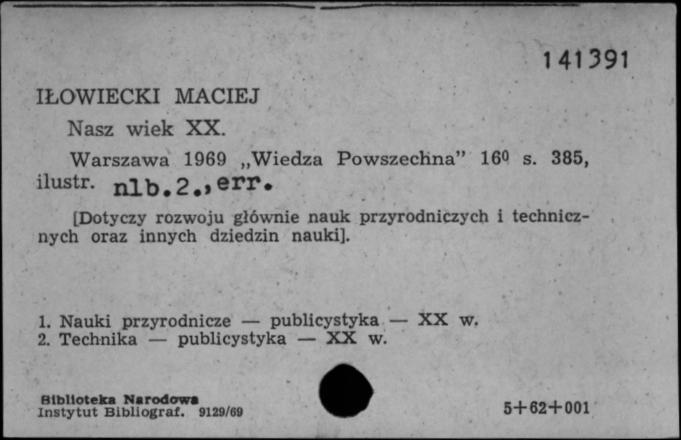 141391
IŁOWIECKI MACIEJ
Nasz wiek XX.
Warszawa 1969 „Wiedza Powszechna” 16⁰ s. 385,
ilustr. nlb.2., err.
[Dotyczy rozwoju głównie nauk przyrodniczych i technicz-
nych oraz innych dziedzin nauki].
1. Nauki przyrodnicze — publicystyka — XX w.
2. Technika — publicystyka — XX w.
Biblioteka Narodowa
Instytut Bibliograf. 9129/69
5+62+001